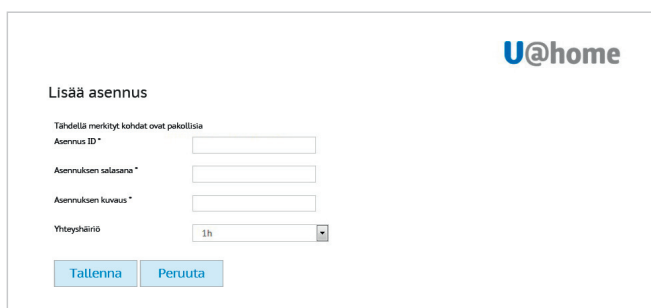 U@home
Lisää asennus
Tähdellä merkityt kohdat ovat pakollisia
Asennus ID *
Asennuksen salasana *
Asennuksen kuvaus *
Yhteyshäiriö 1h
Tallenna Peruuta